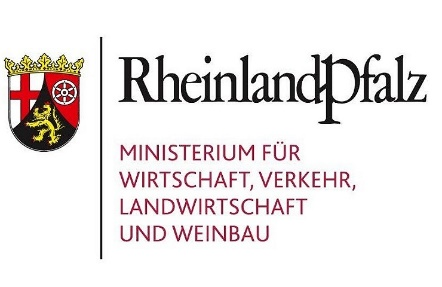 RheinlandPfalz
MINISTERIUM FÜR
WIRTSCHAFT, VERKEHR,
LANDWIRTSCHAFT
UND WEINBAU